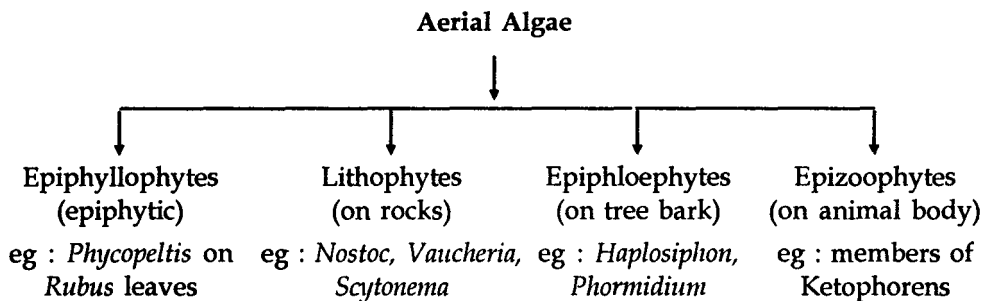 Aerial Algae
Epiphyllophytes
(epiphytic)
eg : Phycopeltis on
Rubus leaves
Lithophytes
(on rocks)
eg : Nostoc, Vaucheria,
Scytonema
Epiphloephytes
(on tree bark)
eg : Haplosiphon,
Phormidium
Epizoophytes
(on animal body)
eg : members of
Ketophorens